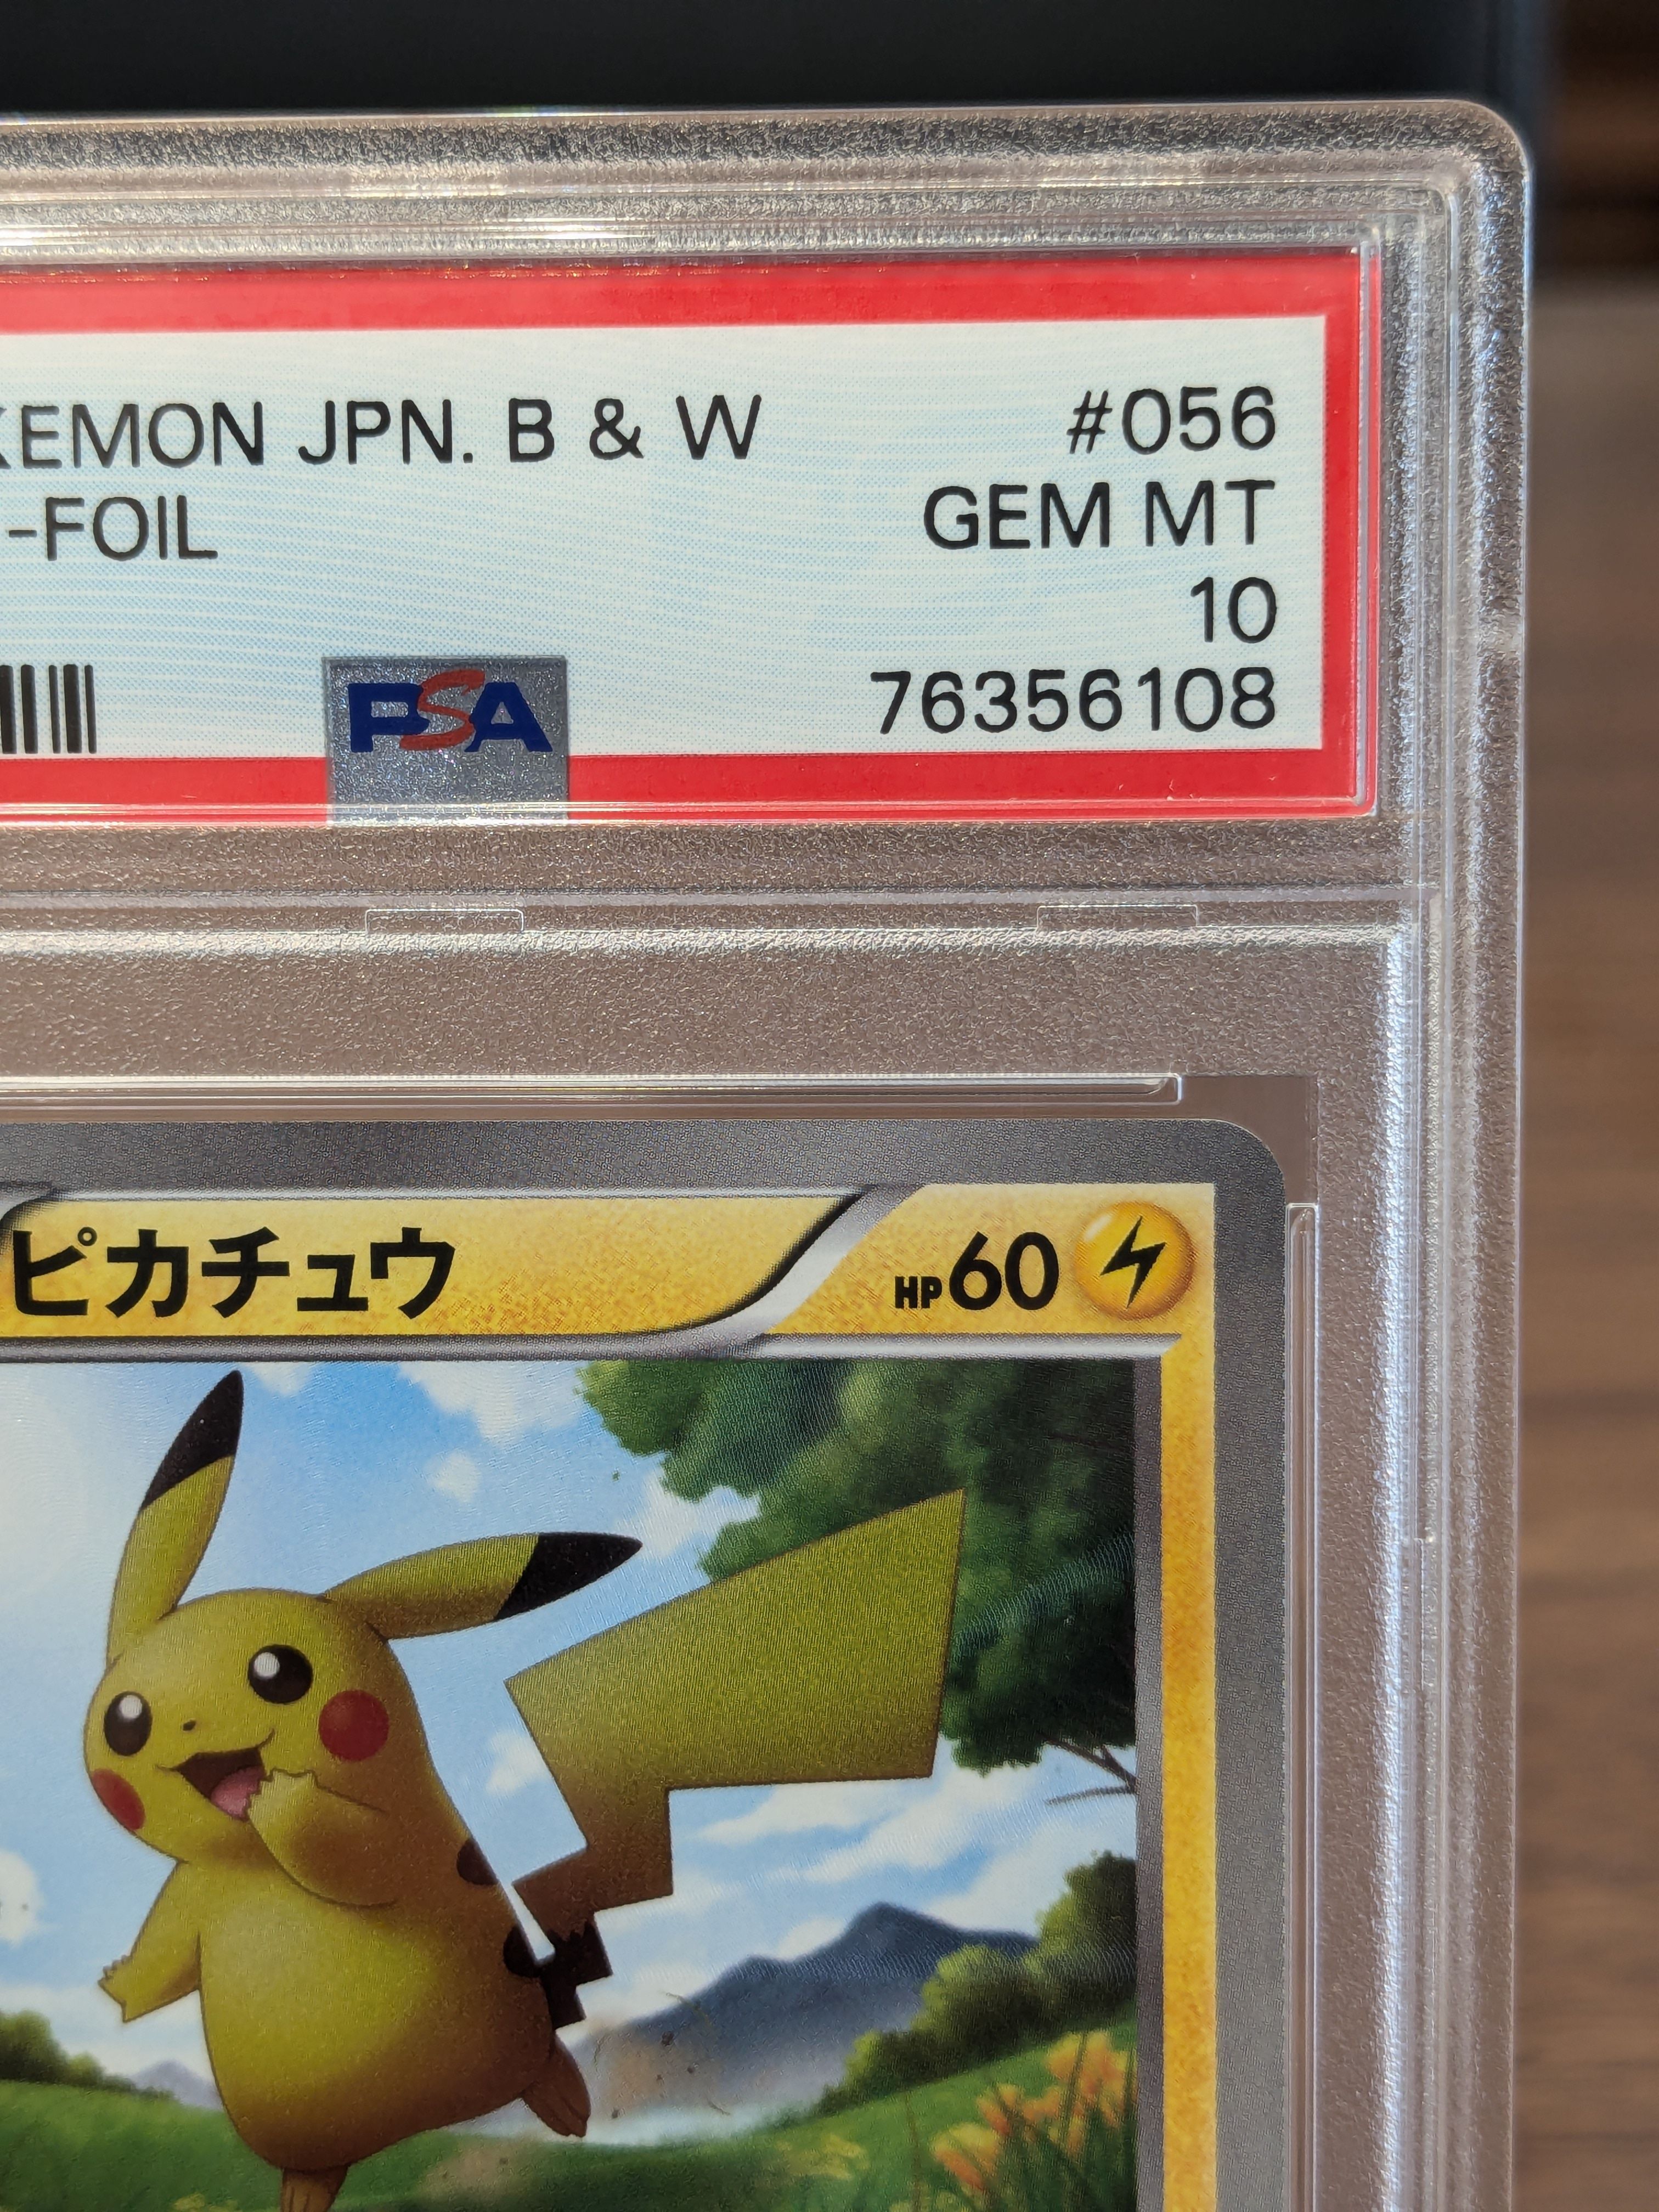 KEMON JPN. B & W #056
-FOIL GEM MT
10
PSA 76356108
ピカチュウ HP60